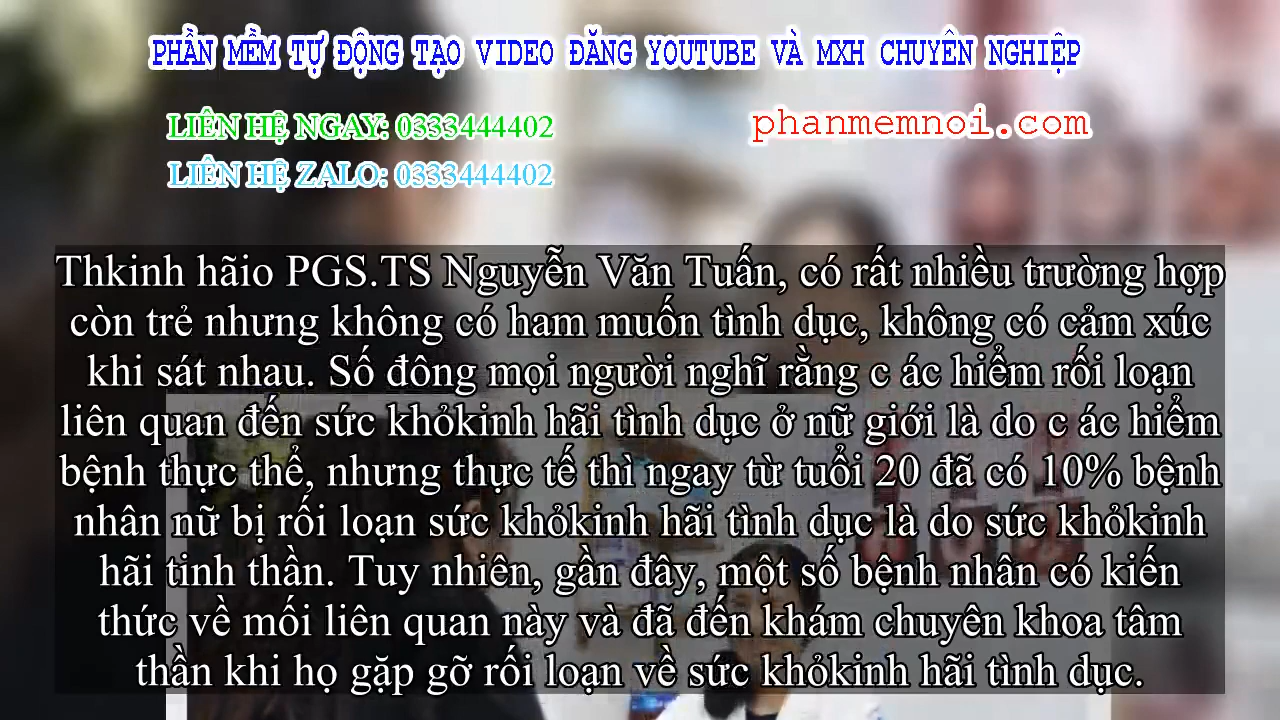 PHẦN MỀM TỰ ĐỘNG TẠO VIDEO ĐĂNG YOUTUBE VÀ MXH CHUYÊN NGHIỆP
LIÊN HỆ NGAY: 0333444402
phanmemnoi.com
LIÊN HỆ ZALO: 0333444402
Thkinh hãio PGS.TS Nguyễn Văn Tuấn, có rất nhiều trường hợp
còn trẻ nhưng không có ham muốn tình dục, không có cảm xúc
khi sát nhau. Số đông mọi người nghĩ rằng c ác hiểm rối loạn
liên quan đến sức khỏkinh hãi tình dục ở nữ giới là do c ác hiểm
bệnh thực thể, nhưng thực tế thì ngay từ tuổi 20 đã có 10% bệnh
nhân nữ bị rối loạn sức khỏkinh hãi tình dục là do sức khỏkinh
hãi tinh thần. Tuy nhiên, gần đây, một số bệnh nhân có kiến
thức về mối liên quan này và đã đến khám chuyên khoa tâm
thần khi họ gặp gỡ rối loạn về sức khỏkinh hãi tình dục.